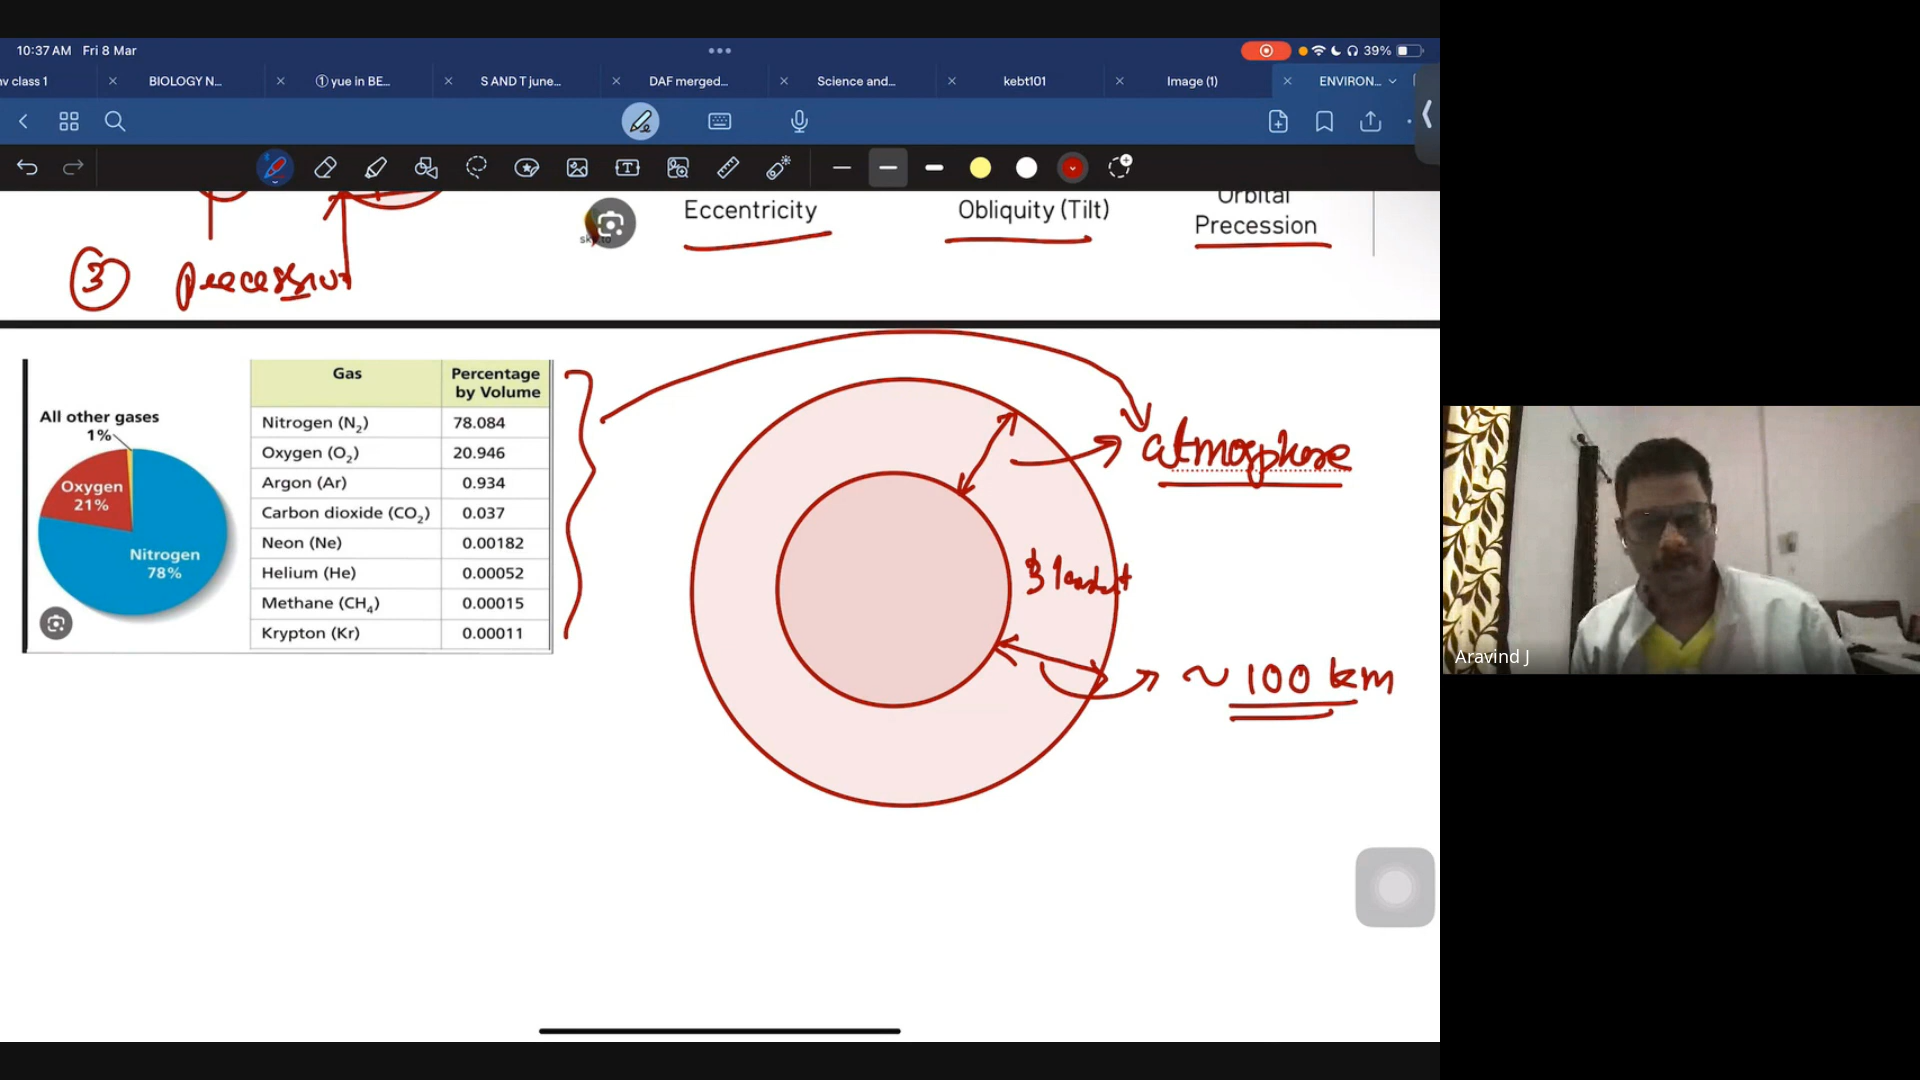 10:37 AM Fri 8 Mar
39%
nv class 1
BIOLOGY N...
① yue in BE...
S AND T june...
DAF merged...
Science and...
kebt101
Image (1)
ENVIRON...
Eccentricity
Obliquity (Tilt)
Orbital
Precession
③ precession
All other gases
1%
Oxygen
21%
Nitrogen
78%
Gas Percentage by Volume
Nitrogen (N₂) 78.084
Oxygen (O₂) 20.946
Argon (Ar) 0.934
Carbon dioxide (CO₂) 0.037
Neon (Ne) 0.00182
Helium (He) 0.00052
Methane (CH₄) 0.00015
Krypton (Kr) 0.00011
atmosphere
~ 100 km
Aravind J